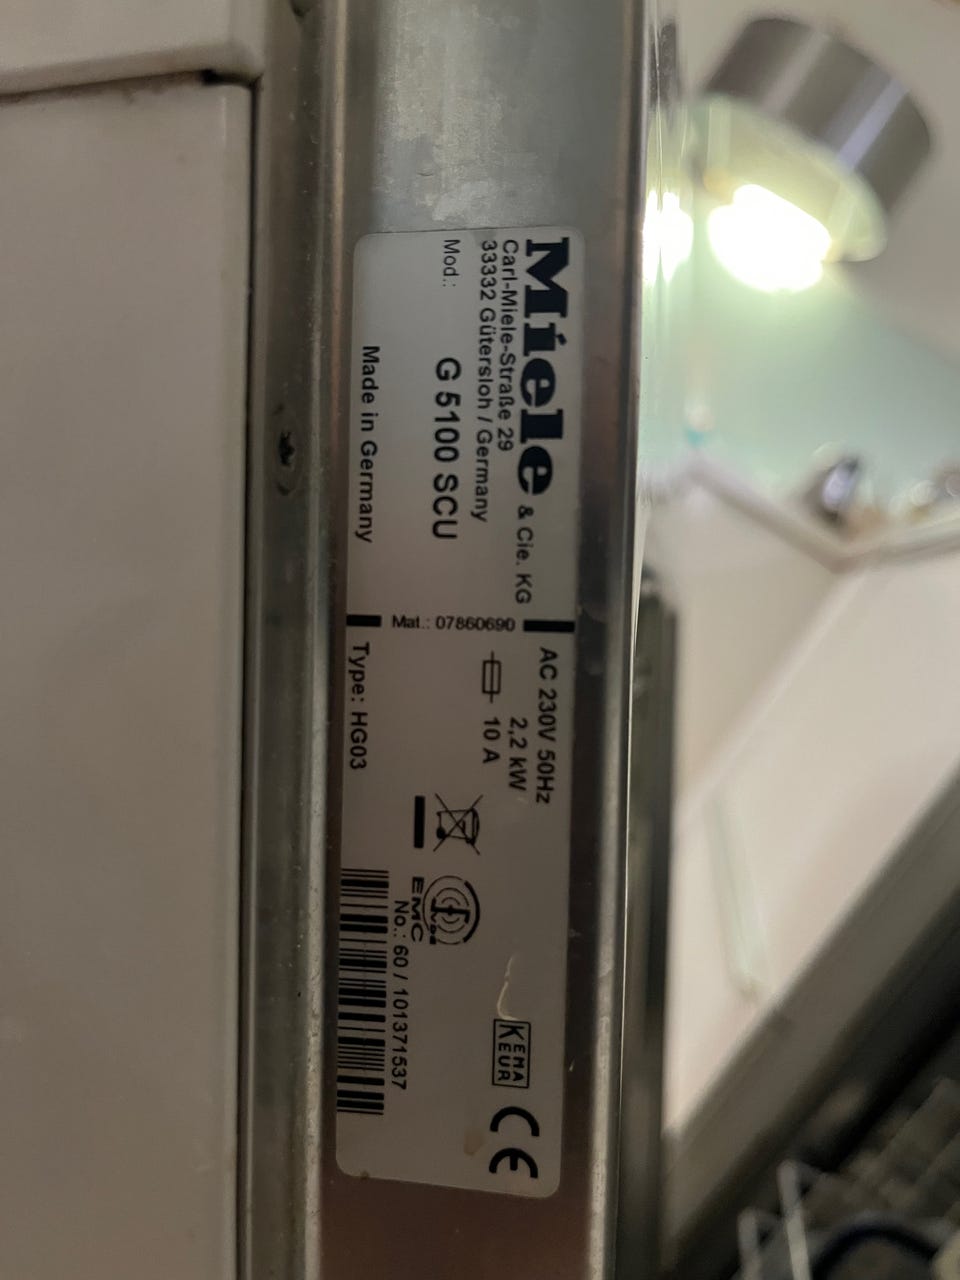 Miele & Cie. KG
Carl-Miele-Straße 29
33332 Gütersloh / Germany
Mod.: G 5100 SCU
Made in Germany
Mat.: 07860690
AC 230V 50Hz
2,2 kW
10 A
Type: HG03
VDE
EMC
No.: 60 / 101371537
KEMA
KEUR
CE